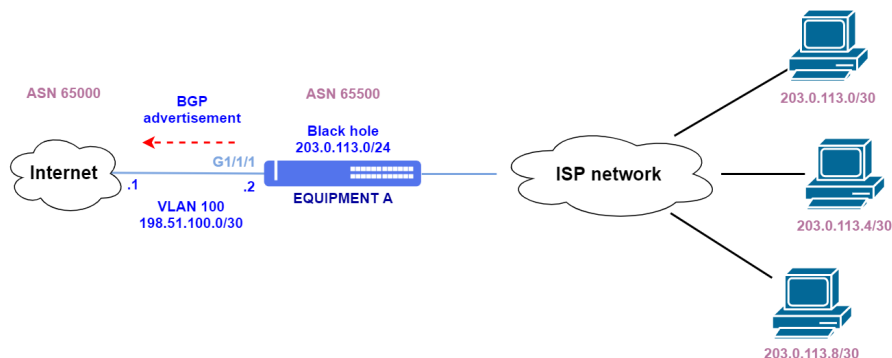 ASN 65000
BGP
advertisement
ASN 65500
Black hole
203.0.113.0/24
G1/1/1
Internet
.1
.2
VLAN 100
198.51.100.0/30
EQUIPMENT A
ISP network
203.0.113.0/30
203.0.113.4/30
203.0.113.8/30